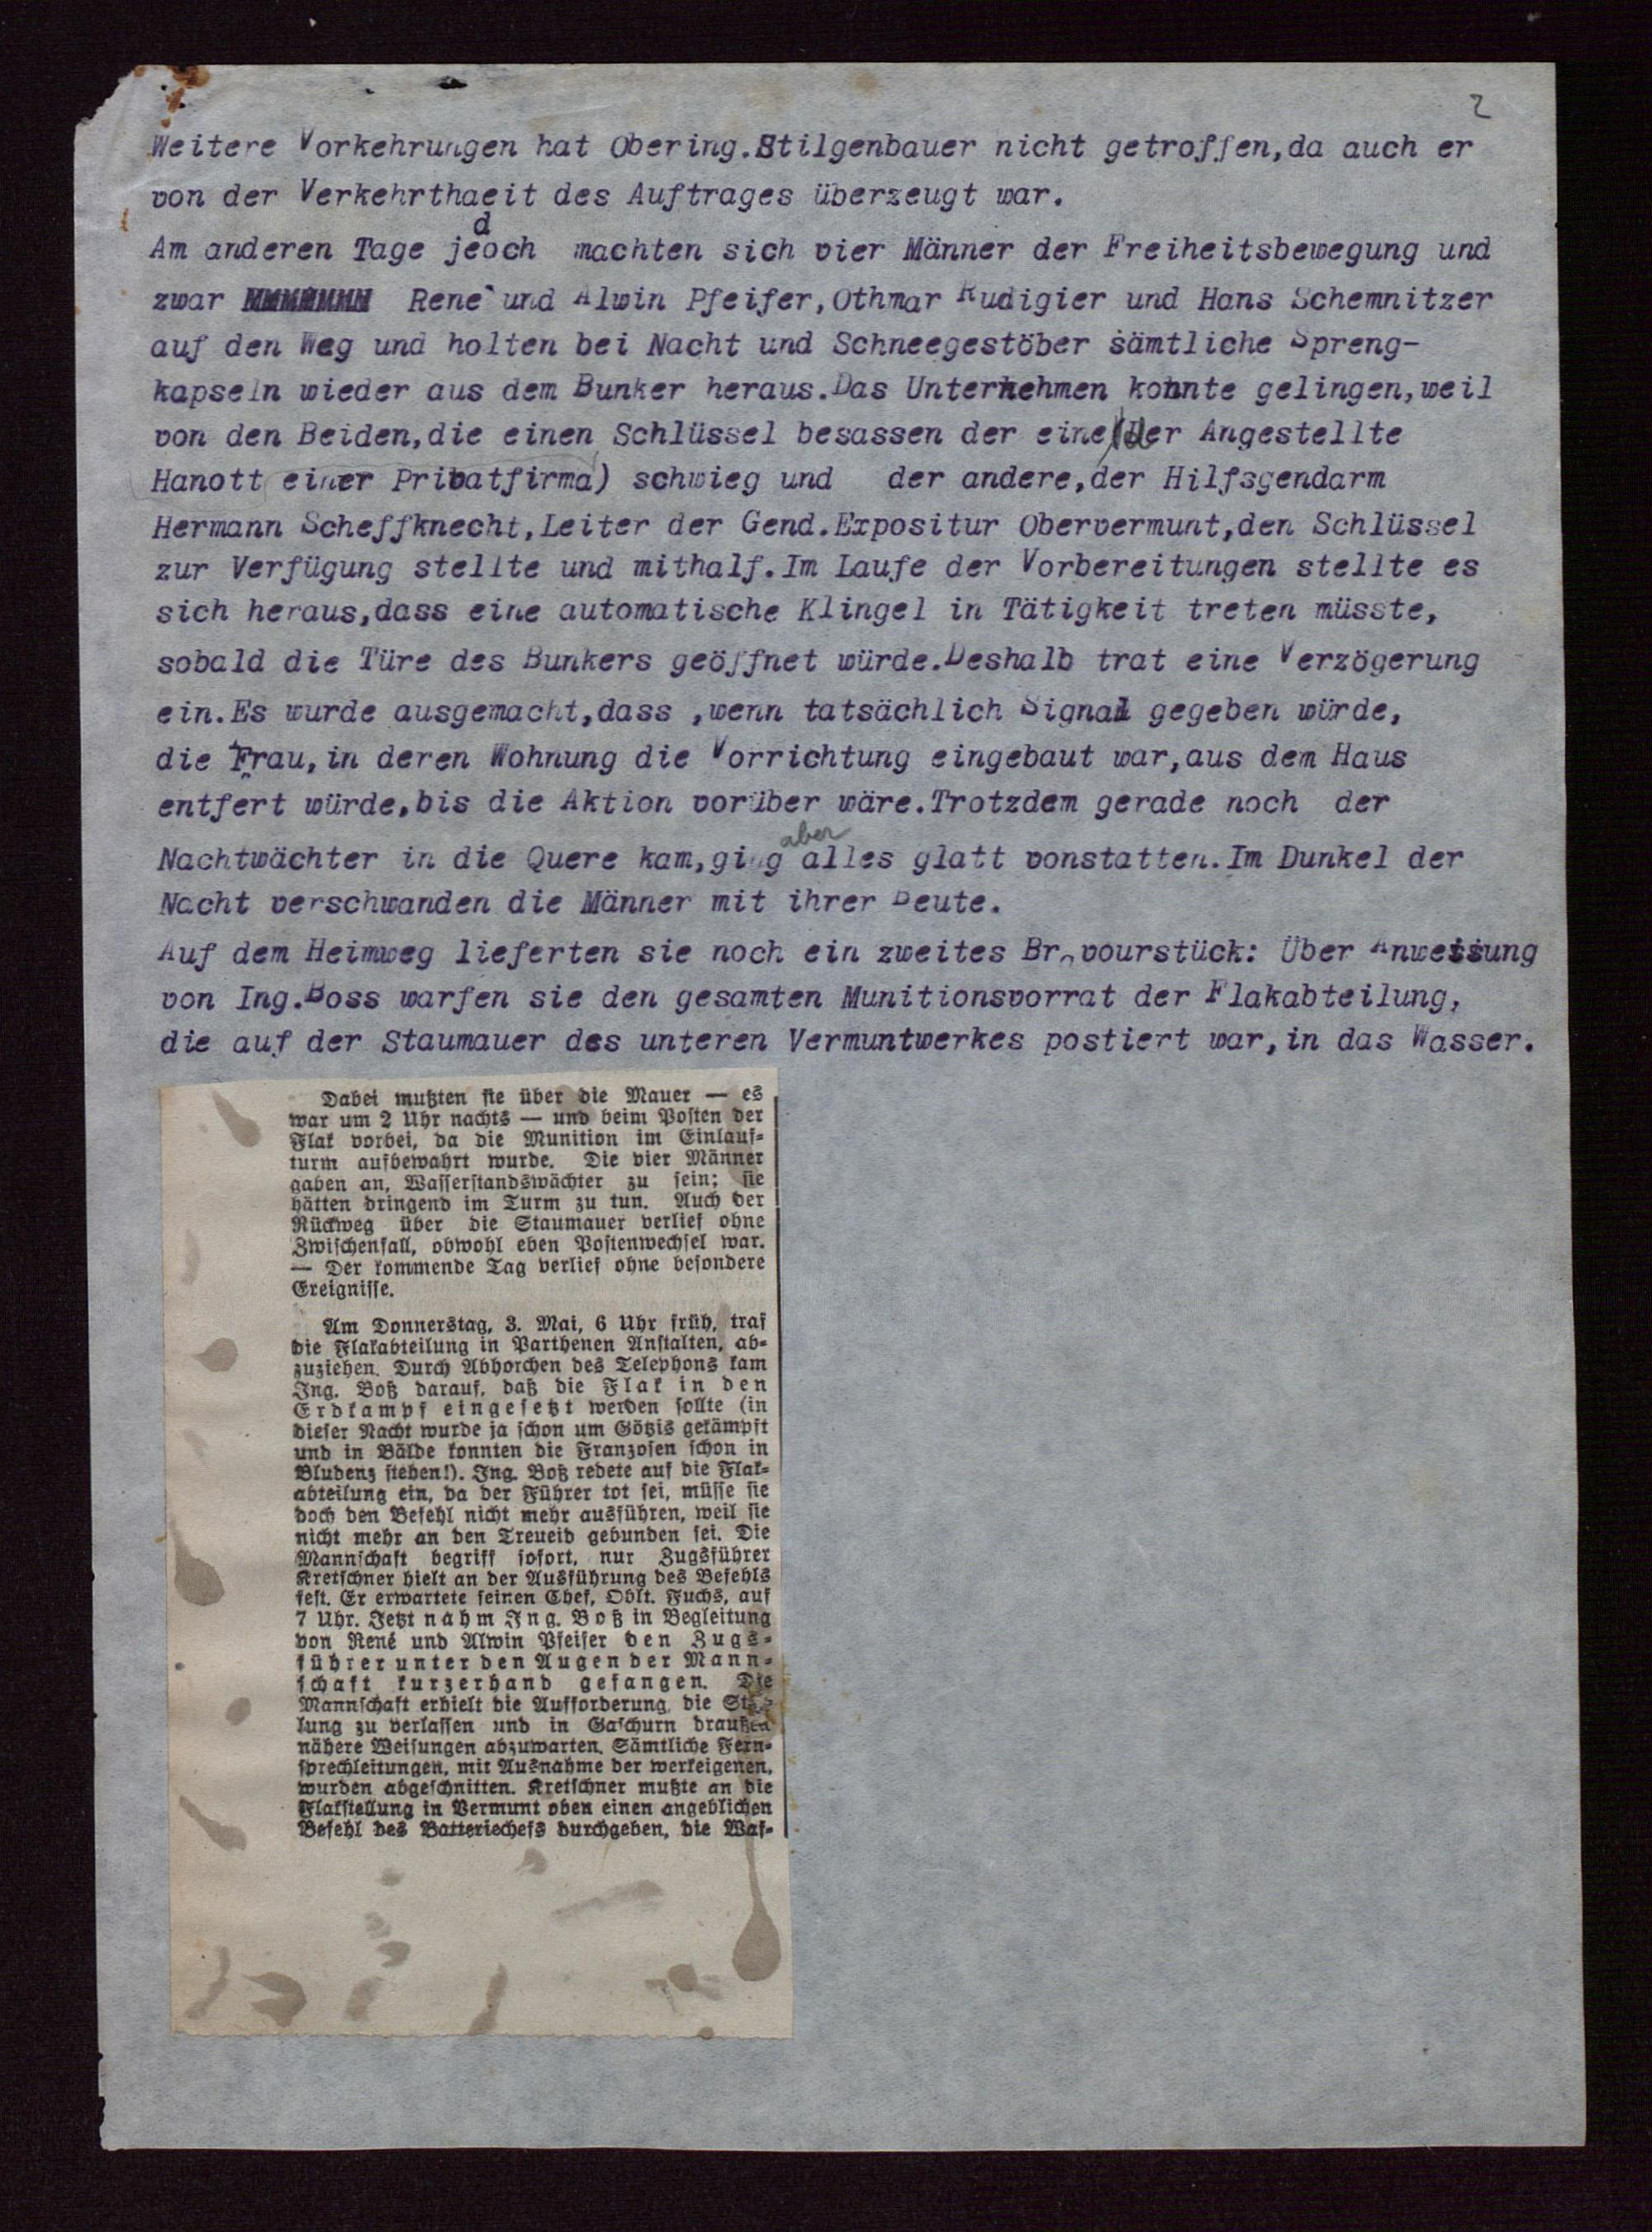 2
Weitere Vorkehrungen hat Obering.Stilgenbauer nicht getroffen,da auch er
von der Verkehrthaeit des Auftrages überzeugt war.
Am anderen Tage jedoch machten sich vier Männer der Freiheitsbewegung und
zwar Rene` und Alwin Pfeifer,Othmar Rudigier und Hans Schemnitzer
auf den Weg und holten bei Nacht und Schneegestöber sämtliche Spreng-
kapseln wieder aus dem Bunker heraus.Das Unternehmen konnte gelingen,weil
von den Beiden,die einen Schlüssel besassen der eine(der Angestellte
Hanott einer Privatfirma) schwieg und der andere,der Hilfsgendarm
Hermann Scheffknecht,Leiter der Gend.Expositur Obervermunt,den Schlüssel
zur Verfügung stellte und mithalf.Im Laufe der Vorbereitungen stellte es
sich heraus,dass eine automatische Klingel in Tätigkeit treten müsste,
sobald die Türe des Bunkers geöffnet würde.Deshalb trat eine Verzögerung
ein.Es wurde ausgemacht,dass ,wenn tatsächlich Signal gegeben würde,
die Frau,in deren Wohnung die Vorrichtung eingebaut war,aus dem Haus
entfert würde,bis die Aktion vorüber wäre.Trotzdem gerade noch der
Nachtwächter in die Quere kam,ging aber alles glatt vonstatten.Im Dunkel der
Nacht verschwanden die Männer mit ihrer Beute.
Auf dem Heimweg lieferten sie noch ein zweites Bravourstück: Über Anweisung
von Ing.Boss warfen sie den gesamten Munitionsvorrat der Flakabteilung,
die auf der Staumauer des unteren Vermuntwerkes postiert war,in das Wasser.
Dabei mußten sie über die Mauer — es
war um 2 Uhr nachts — und beim Posten der
Flak vorbei, da die Munition im Einlauf-
turm aufbewahrt wurde. Die vier Männer
gaben an, Wasserstandswächter zu sein; sie
hätten dringend im Turm zu tun. Auch der
Rückweg über die Staumauer verlief ohne
Zwischenfall, obwohl eben Postenwechsel war.
— Der kommende Tag verlief ohne besondere
Ereignisse.
Am Donnerstag, 3. Mai, 6 Uhr früh, traf
die Flakabteilung in Parthenen Anstalten, ab-
zuziehen. Durch Abhorchen des Telephons kam
Ing. Boß darauf, daß die Flak in den
Erdkampf eingesetzt werden sollte (in
dieser Nacht wurde ja schon um Götzis gekämpft
und in Bälde konnten die Franzosen schon in
Bludenz stehen!). Ing. Boß redete auf die Flak-
abteilung ein, da der Führer tot sei, müsse sie
doch den Befehl nicht mehr ausführen, weil sie
nicht mehr an den Treueid gebunden sei. Die
Mannschaft begriff sofort, nur Zugsführer
Kretschner hielt an der Ausführung des Befehls
fest. Er erwartete seinen Chef, Oblt. Fuchs, auf
7 Uhr. Jetzt nahm Ing. Boß in Begleitung
von René und Alwin Pfeifer den Zugs-
führer unter den Augen der Mann-
schaft kurzerhand gefangen. Die
Mannschaft erhielt die Aufforderung, die Stel-
lung zu verlassen und in Gaschurn draußen
nähere Weisungen abzuwarten. Sämtliche Fern-
sprechleitungen, mit Ausnahme der werkeigenen,
wurden abgeschnitten. Kretschner mußte an die
Flakstellung in Vermunt oben einen angeblichen
Befehl des Batteriechefs durchgeben, die Waf-